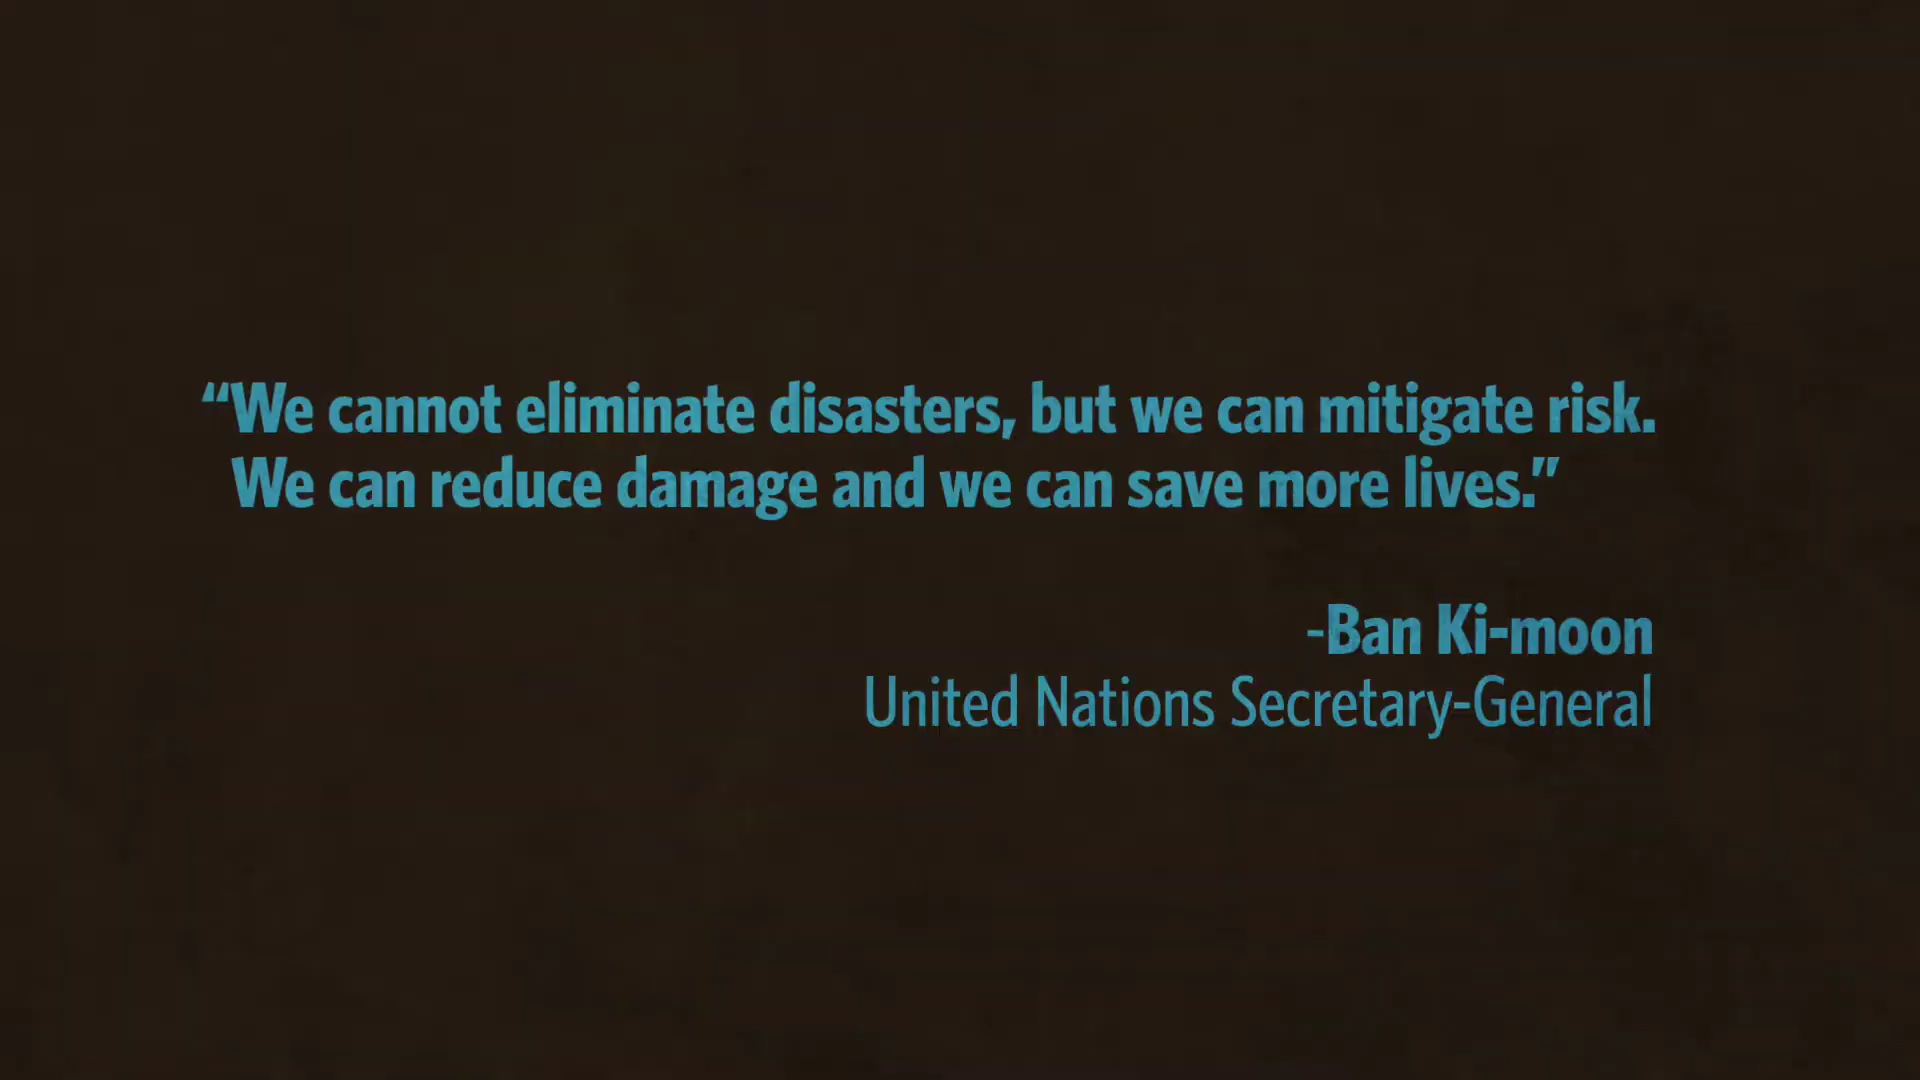 “We cannot eliminate disasters, but we can mitigate risk.
We can reduce damage and we can save more lives.”
-Ban Ki-moon
United Nations Secretary-General